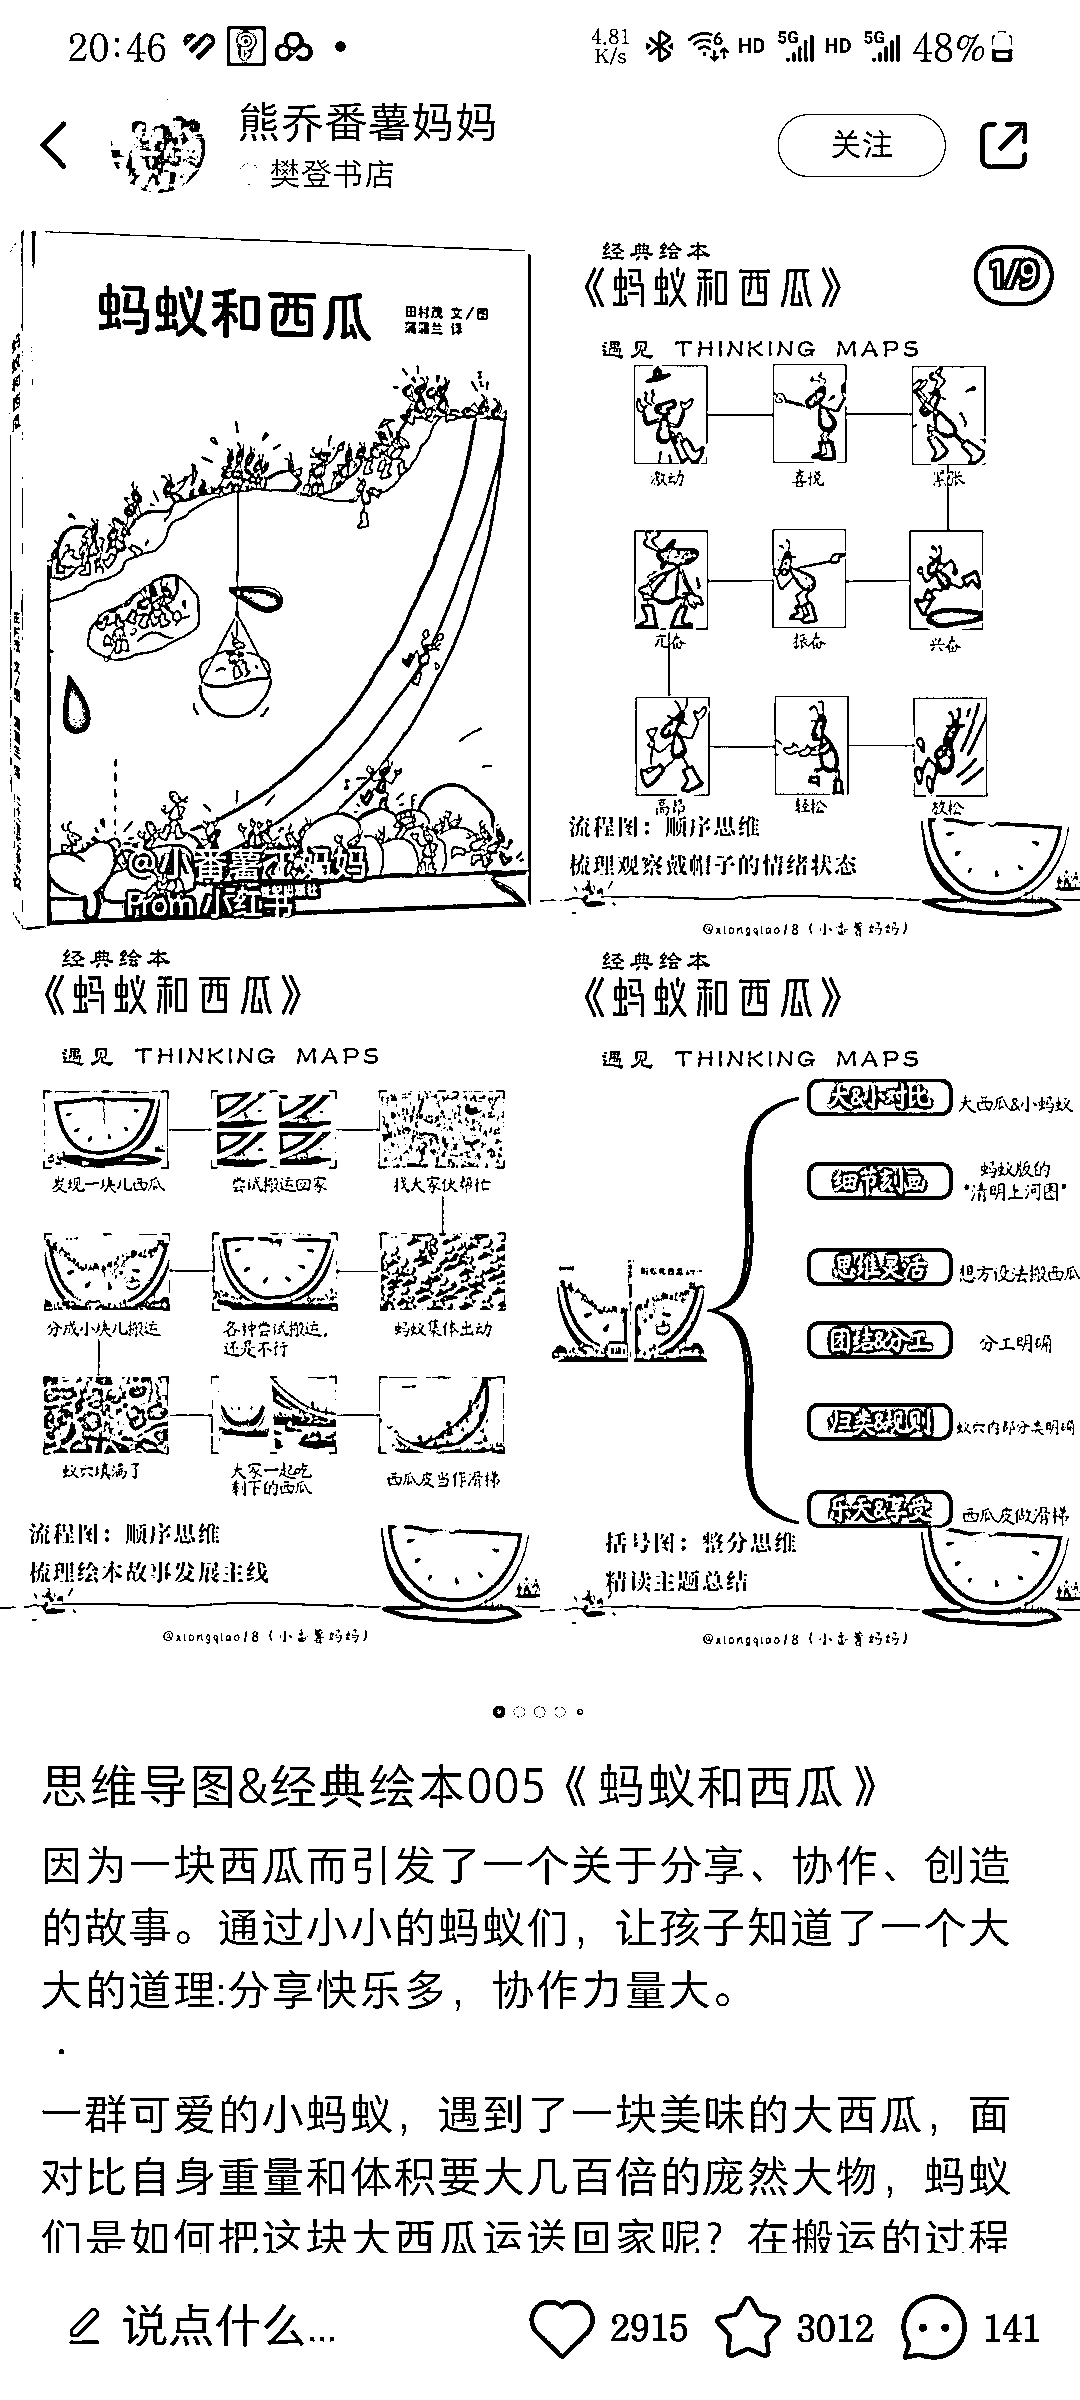 20:46
4.81 K/s
HD 5G HD 5G 48%
熊乔番薯妈妈
樊登书店
关注
1/9
蚂蚁和西瓜
田村茂 文/图
蒲蒲兰 译
@小番薯才妈妈
From 小红书
经典绘本
《蚂蚁和西瓜》
遇见 THINKING MAPS
激动
喜悦
紧张
亢奋
振奋
兴奋
高昂
轻松
放松
流程图：顺序思维
梳理观察戴帽子的情绪状态
@xiongqiao18（小番薯妈妈）
经典绘本
《蚂蚁和西瓜》
遇见 THINKING MAPS
发现一块儿西瓜
尝试搬运回家
找大家伙帮忙
分成小块儿搬运
各种尝试搬运，
还是不行
蚂蚁集体出动
蚁穴填满了
大家一起吃
剩下的西瓜
西瓜皮当作滑梯
流程图：顺序思维
梳理绘本故事发展主线
@xiongqiao18（小番薯妈妈）
经典绘本
《蚂蚁和西瓜》
遇见 THINKING MAPS
大&小对比
大西瓜&小蚂蚁
细节刻画
蚂蚁版的
"清明上河图"
思维灵活
想方设法搬西瓜
团结&分工
分工明确
归类&规则
蚁穴内部分类明确
乐天&享受
西瓜皮做滑梯
括号图：整分思维
精读主题总结
@xiongqiao18（小番薯妈妈）
思维导图&经典绘本005《蚂蚁和西瓜》
因为一块西瓜而引发了一个关于分享、协作、创造
的故事。通过小小的蚂蚁们，让孩子知道了一个大
大的道理:分享快乐多，协作力量大。
.
一群可爱的小蚂蚁，遇到了一块美味的大西瓜，面
对比自身重量和体积要大几百倍的庞然大物，蚂蚁
们是如何把这块大西瓜运送回家呢？在搬运的过程
说点什么...
2915
3012
141